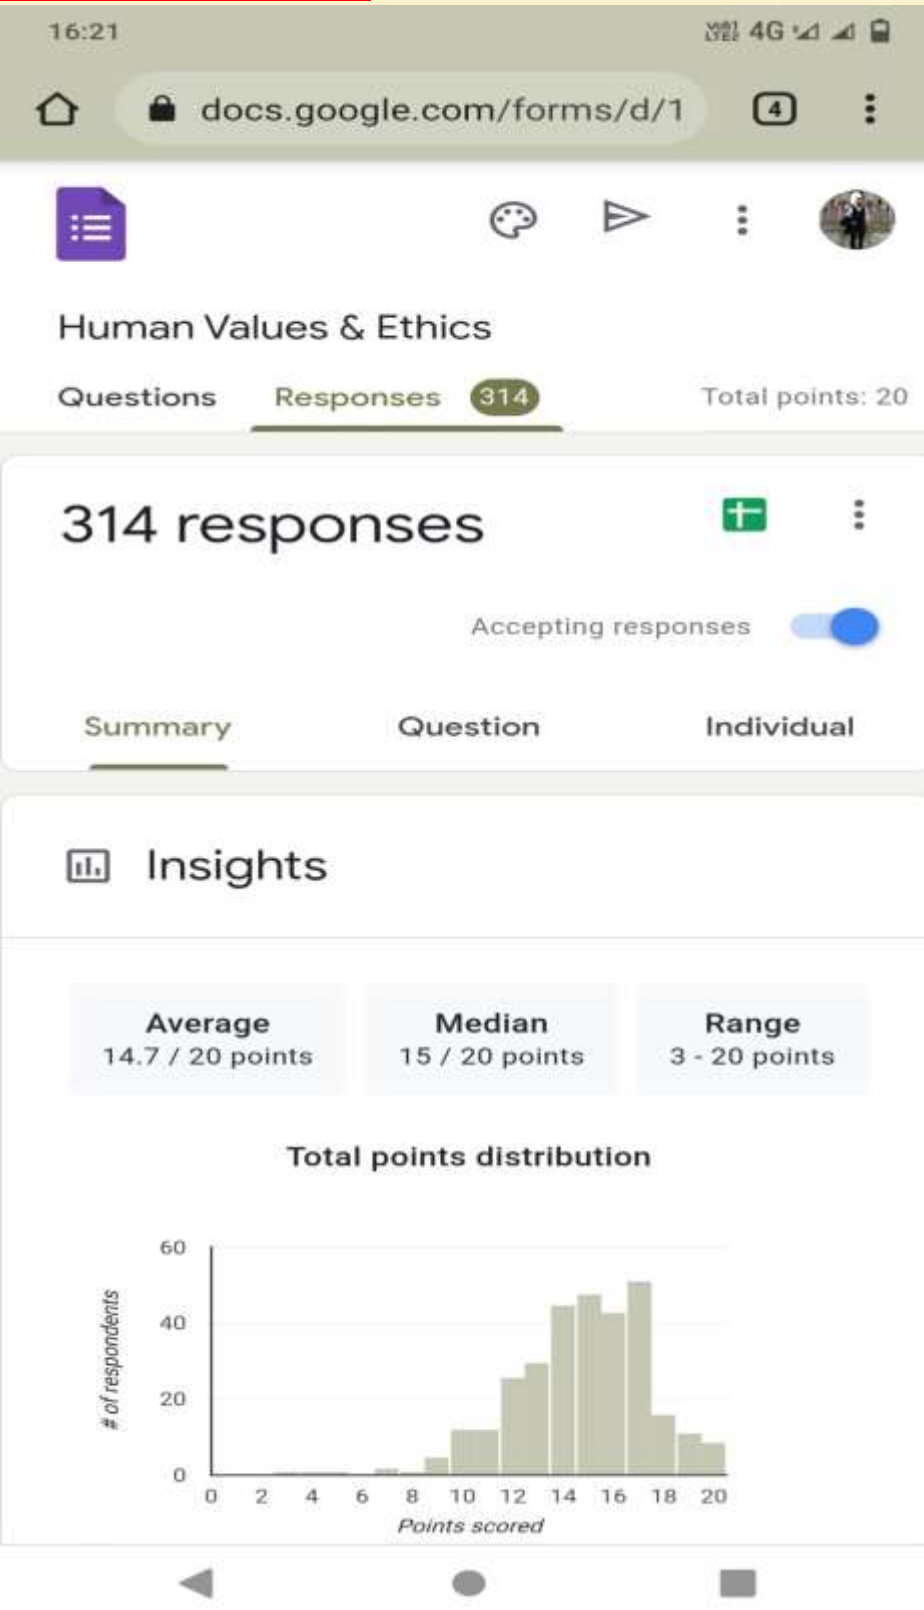 16:21 4G
docs.google.com/forms/d/1 4
Human Values & Ethics
Questions Responses 314 Total points: 20
314 responses
Accepting responses
Summary Question Individual
Insights
Average Median Range
14.7 / 20 points 15 / 20 points 3 - 20 points
Total points distribution
60
40
20
0
# of respondents
0 2 4 6 8 10 12 14 16 18 20
Points scored